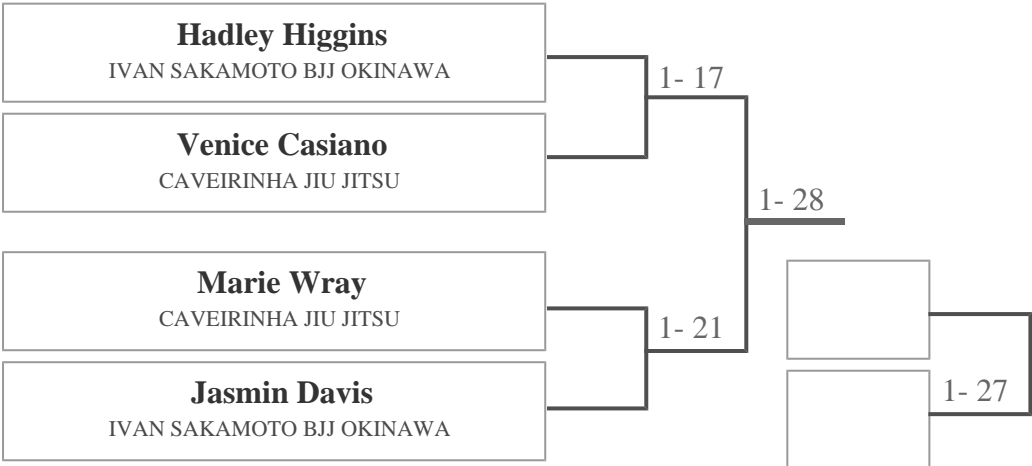 Hadley Higgins
IVAN SAKAMOTO BJJ OKINAWA
1- 17
Venice Casiano
CAVEIRINHA JIU JITSU
1- 28
Marie Wray
CAVEIRINHA JIU JITSU
1- 21
Jasmin Davis
IVAN SAKAMOTO BJJ OKINAWA
1- 27